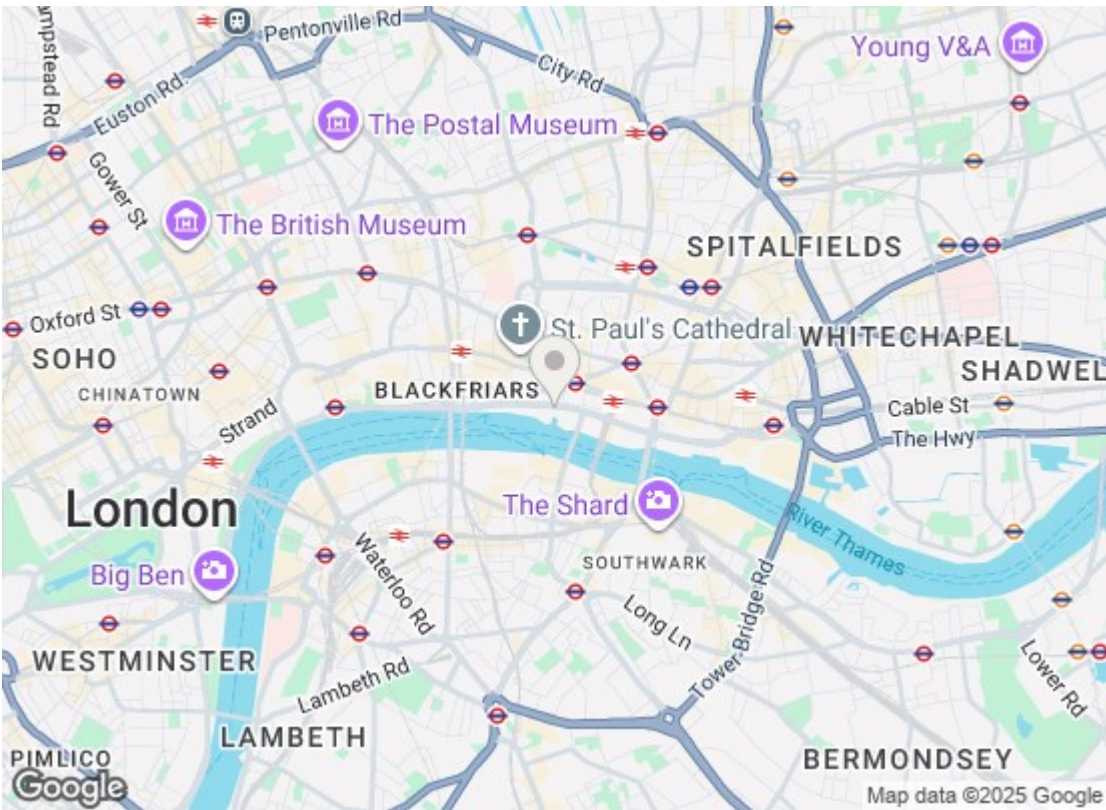 Pentonville Rd
ampstead Rd
Young V&A
City Rd
Euston Rd.
The Postal Museum
Gower St
The British Museum
SPITALFIELDS
Oxford St
St. Paul's Cathedral
WHITECHAPEL
SOHO
SHADWEL
CHINATOWN
BLACKFRIARS
Strand
Cable St
The Hwy
London
The Shard
River Thames
Waterloo Rd
SOUTHWARK
Big Ben
Long Ln
Tower Bridge Rd
WESTMINSTER
Lambeth Rd
Lower Rd
LAMBETH
PIMLICO
BERMONDSEY
Google
Map data ©2025 Google